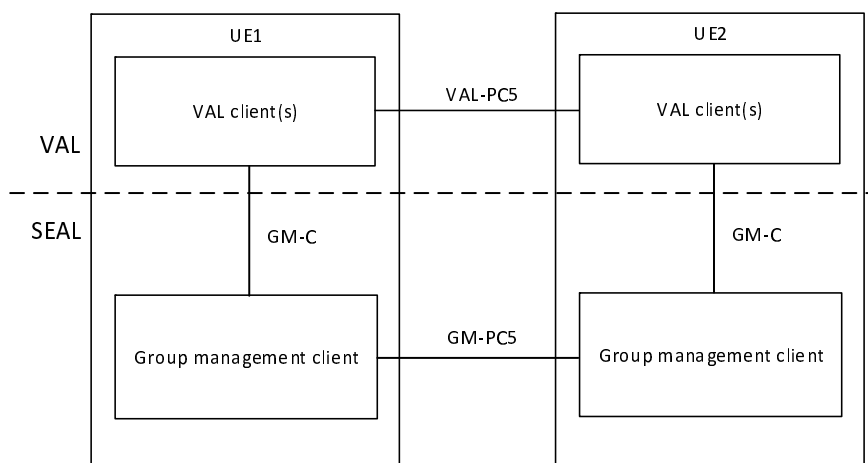 UE1
UE2
VAL client(s)
VAL-PC5
VAL client(s)
VAL
SEAL
GM-C
GM-C
Group management client
GM-PC5
Group management client